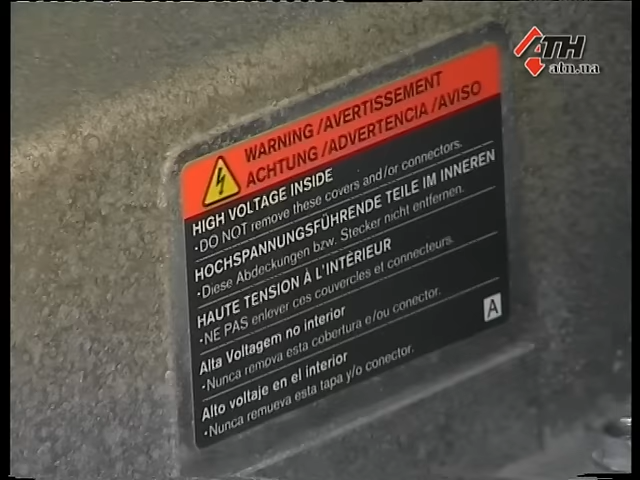 ATH
atn.ua
WARNING/AVERTISSEMENT
ACHTUNG/ADVERTENCIA/AVISO
HIGH VOLTAGE INSIDE
·DO NOT remove these covers and/or connectors.
HOCHSPANNUNGSFÜHRENDE TEILE IM INNEREN
·Diese Abdeckungen bzw. Stecker nicht entfernen.
HAUTE TENSION À L'INTÉRIEUR
·NE PAS enlever ces couvercles et connecteurs.
Alta Voltagem no interior
·Nunca remova esta cobertura e/ou conector.
Alto voltaje en el interior
·Nunca remueva esta tapa y/o conector.
A